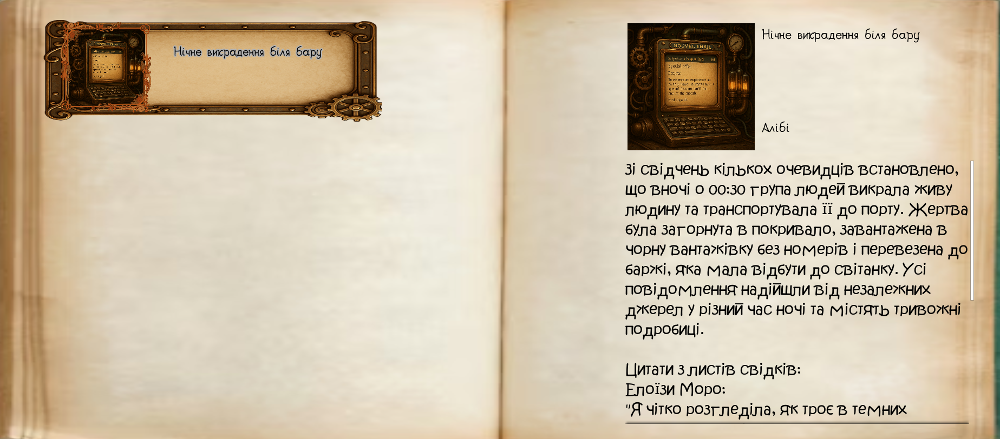 NOUVEL EMAIL
Нічне викрадення біля бару
NOUVEL EMAIL
Special offer
Bonjour,
Нічне викрадення біля бару
Алібі
Зі свідчень кількох очевидців встановлено,
що вночі о 00:30 група людей викрала живу
людину та транспортувала її до порту. Жертва
була загорнута в покривало, завантажена в
чорну вантажівку без номерів і перевезена до
баржі, яка мала відбути до світанку. Усі
повідомлення надійшли від незалежних
джерел у різний час ночі та містять тривожні
подробиці.
Цитати з листів свідків:
Елоїзи Моро:
"Я чітко розгледіла, як троє в темних